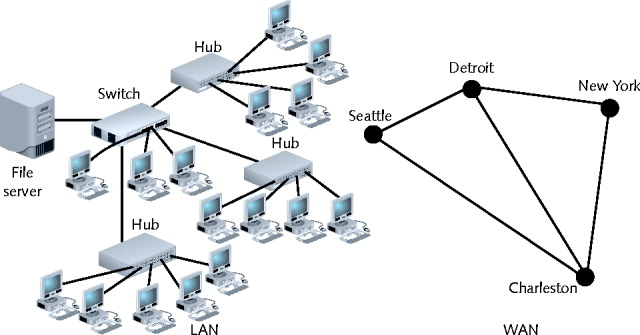 Hub
Switch
File
server
Hub
Hub
LAN
Detroit
New York
Seattle
Charleston
WAN